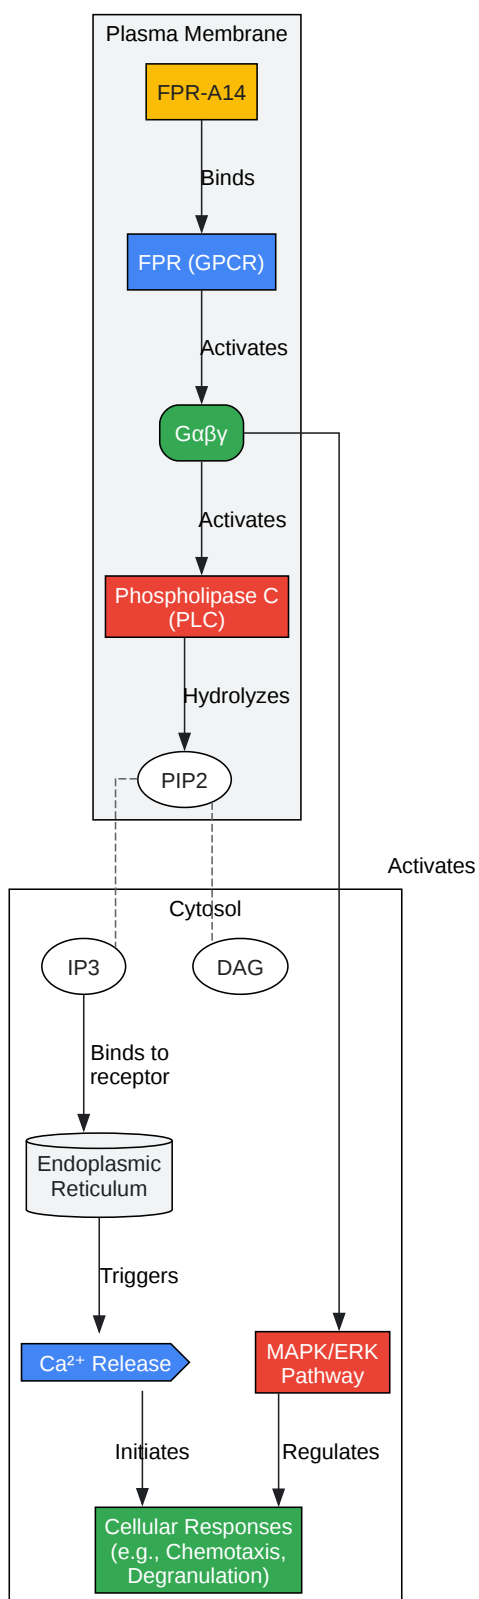 Plasma Membrane
FPR-A14
Binds
FPR (GPCR)
Activates
Gαβγ
Activates
Phospholipase C
(PLC)
Hydrolyzes
PIP2
Activates
Cytosol
IP3
DAG
Binds to
receptor
Endoplasmic
Reticulum
Triggers
Ca²⁺ Release
MAPK/ERK
Pathway
Initiates
Regulates
Cellular Responses
(e.g., Chemotaxis,
Degranulation)